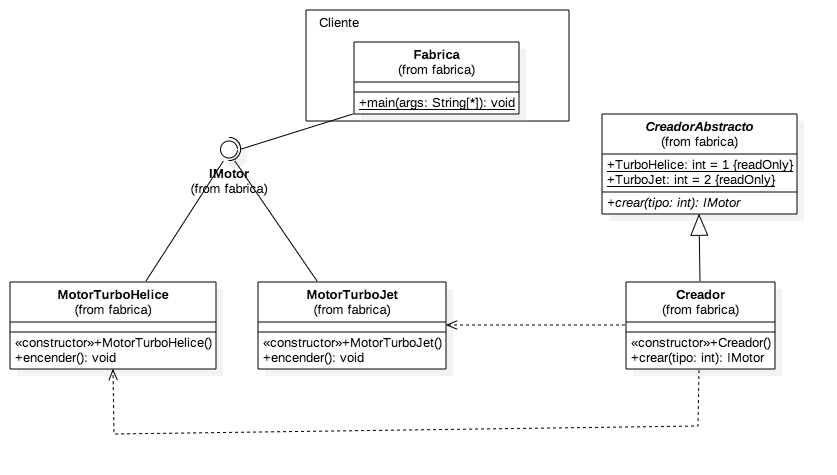 Cliente
Fabrica
(from fabrica)
+main(args: String[*]): void
CreadorAbstracto
(from fabrica)
+TurboHelice: int = 1 {readOnly}
+TurboJet: int = 2 {readOnly}
+crear(tipo: int): IMotor
IMotor
(from fabrica)
MotorTurboHelice
(from fabrica)
«constructor»+MotorTurboHelice()
+encender(): void
MotorTurboJet
(from fabrica)
«constructor»+MotorTurboJet()
+encender(): void
Creador
(from fabrica)
«constructor»+Creador()
+crear(tipo: int): IMotor